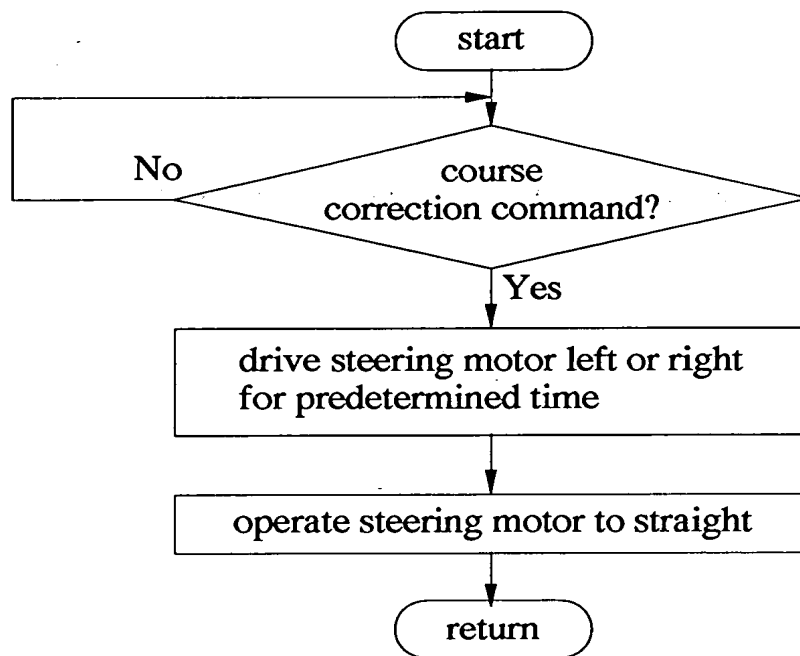 start
No
course
correction command?
Yes
drive steering motor left or right
for predetermined time
operate steering motor to straight
return